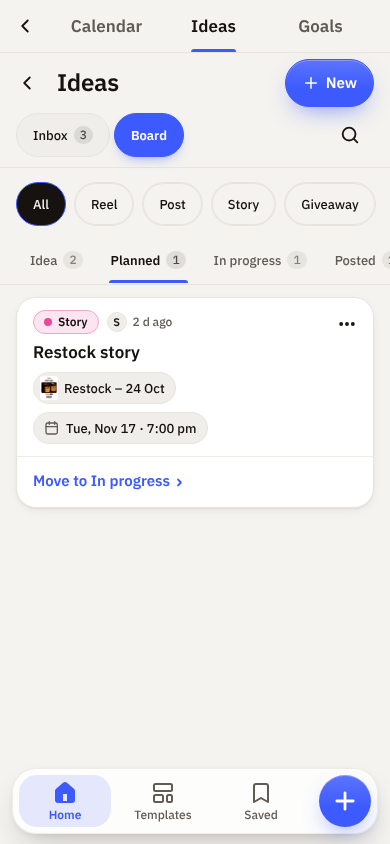 Calendar Ideas Goals
Ideas
New
Inbox 3 Board
All Reel Post Story Giveaway
Idea 2 Planned 1 In progress 1 Posted
Story S 2 d ago
Restock story
Restock – 24 Oct
Tue, Nov 17 · 7:00 pm
Move to In progress
Home Templates Saved